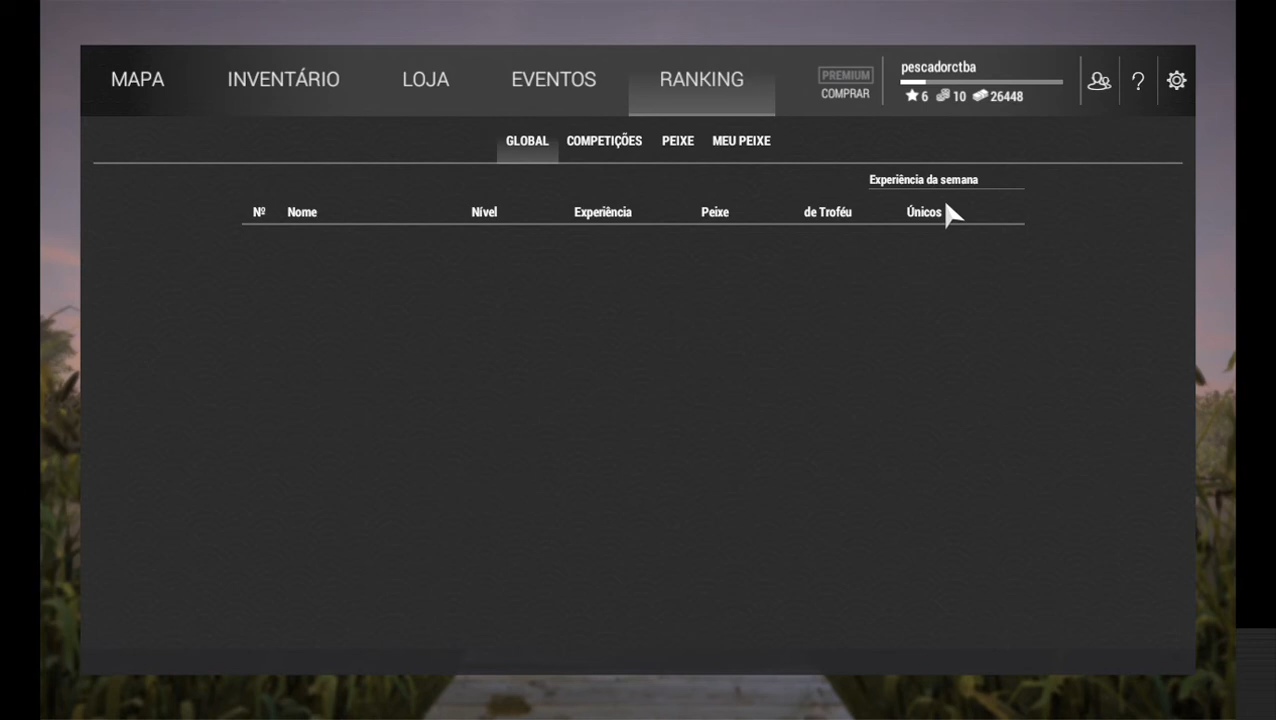 MAPA INVENTÁRIO LOJA EVENTOS RANKING PREMIUM COMPRAR pescadorctba
6 10 26448 ?
GLOBAL COMPETIÇÕES PEIXE MEU PEIXE
Experiência da semana
Nº Nome Nível Experiência Peixe de Troféu Únicos